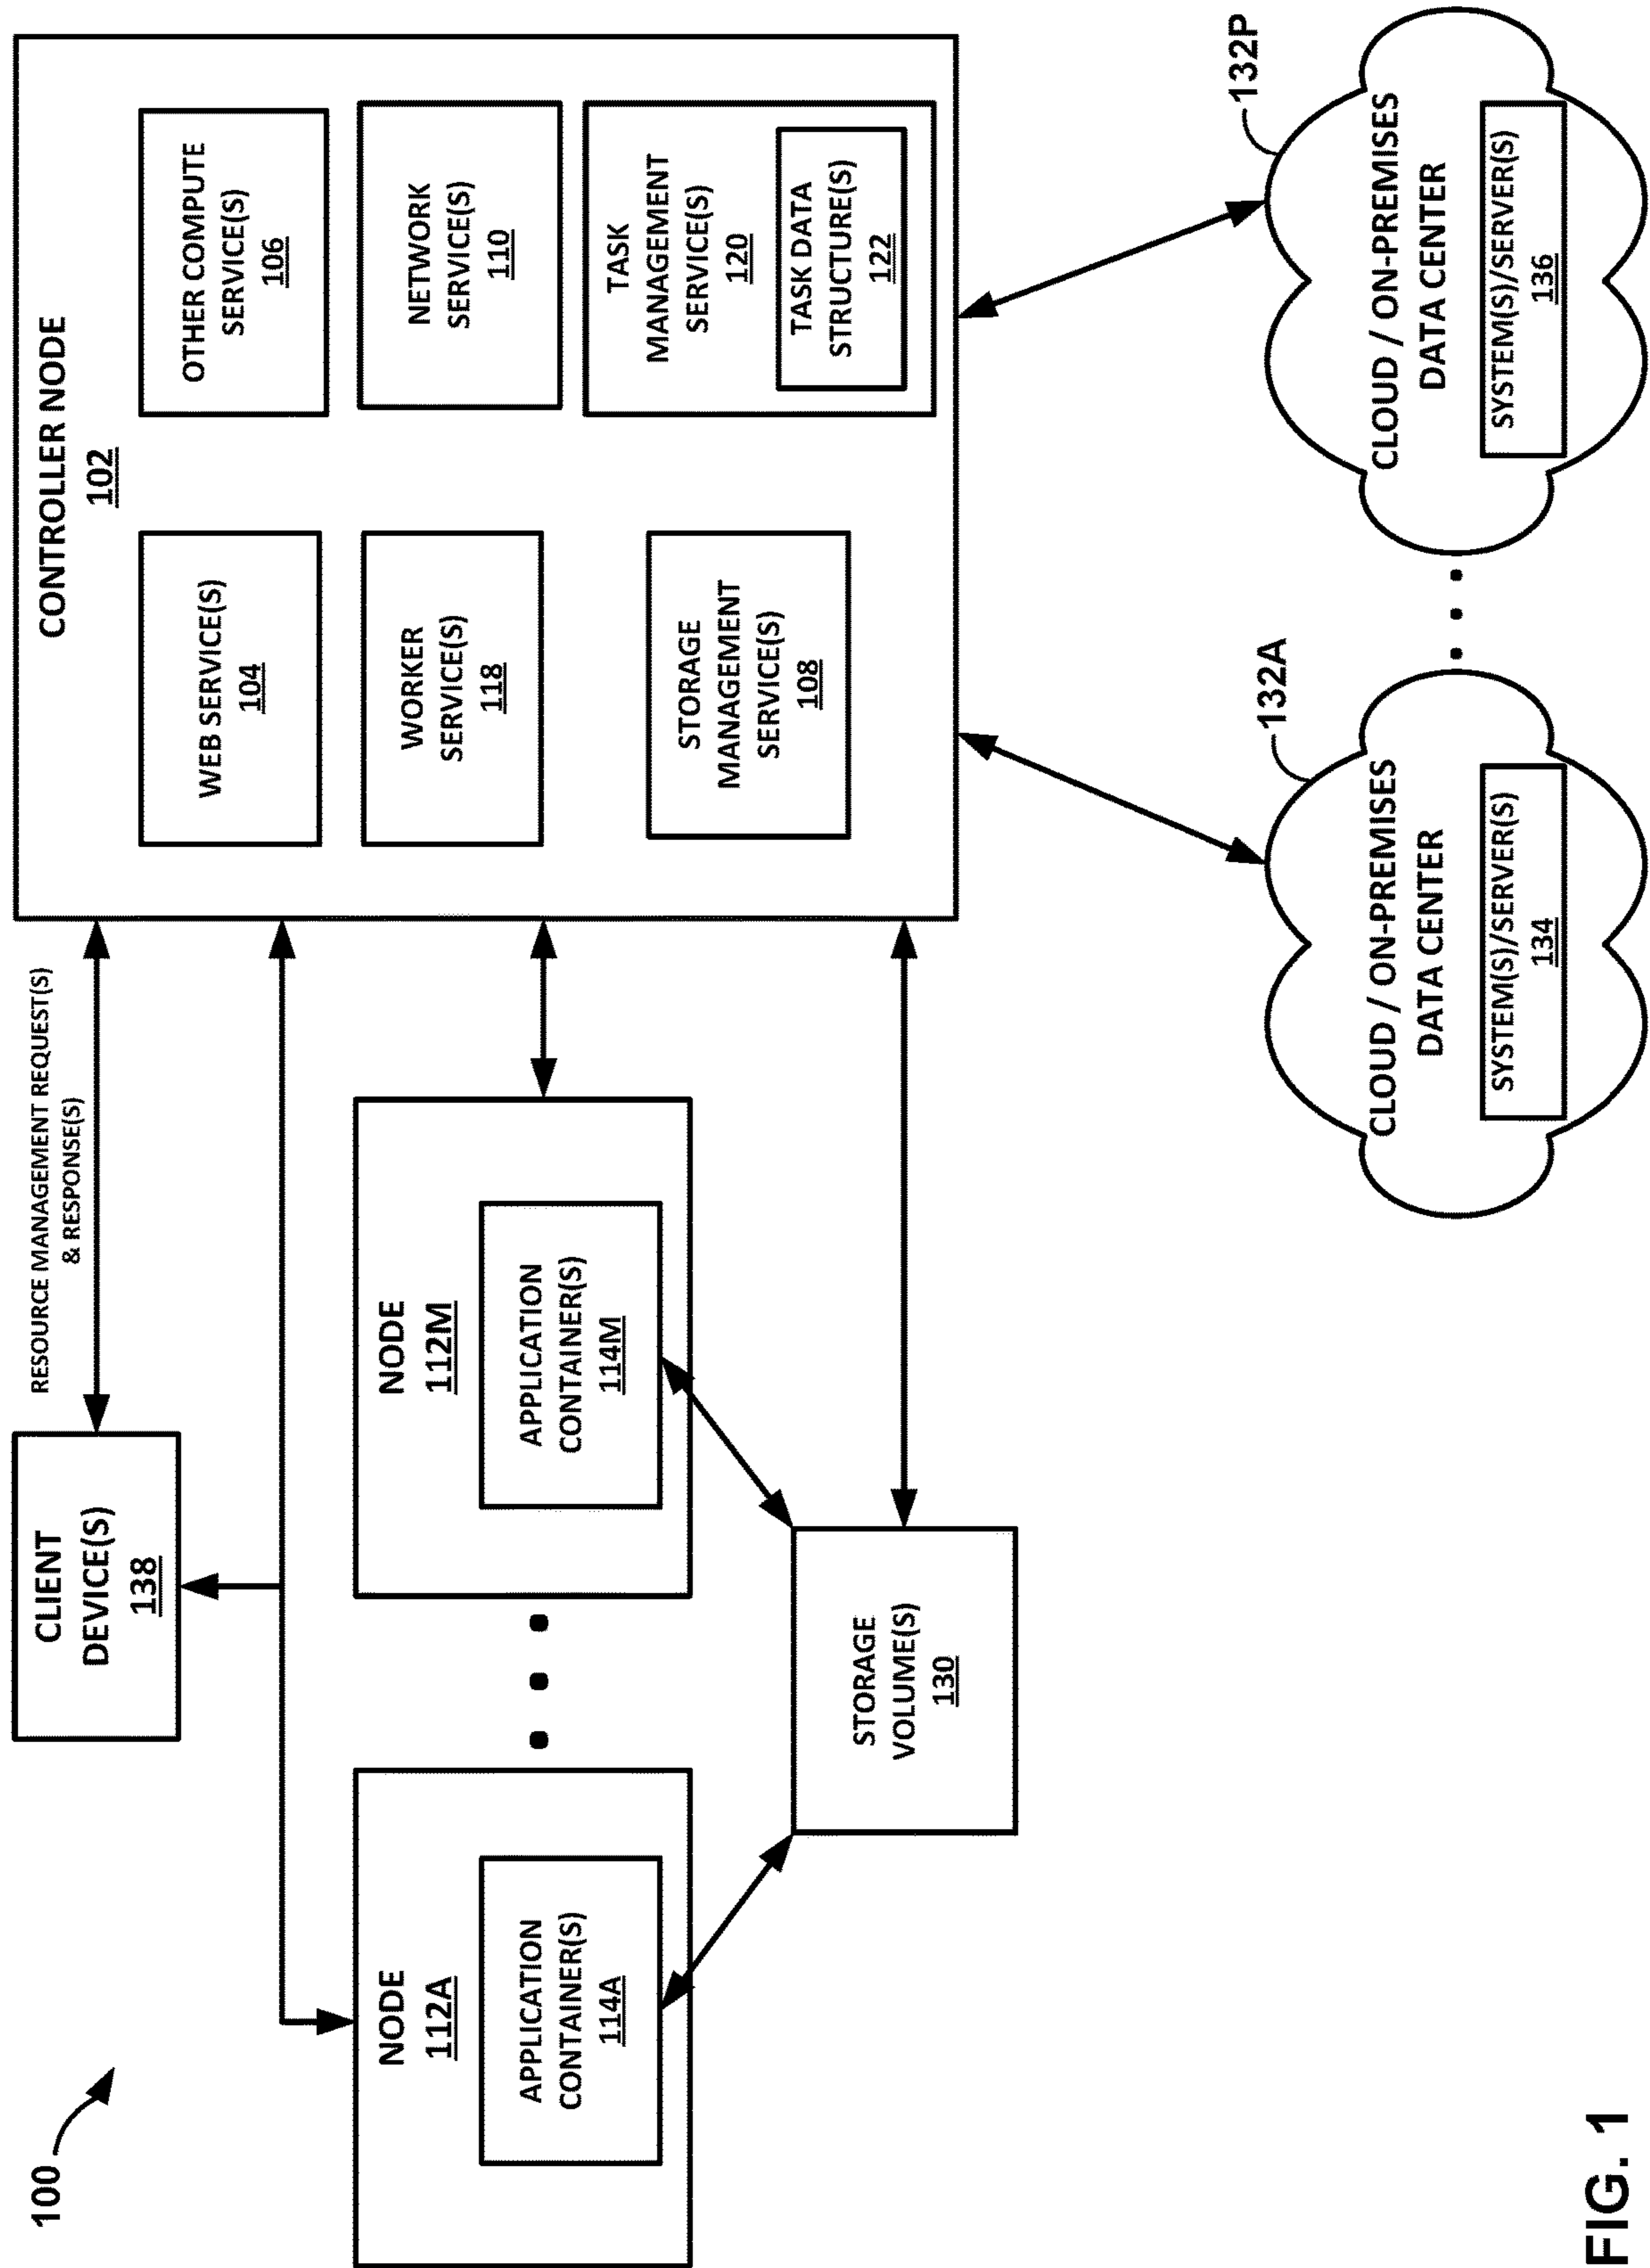 100
CLIENT
DEVICE(S)
138
RESOURCE MANAGEMENT REQUEST(S)
& RESPONSE(S)
CONTROLLER NODE
102
WEB SERVICE(S)
104
OTHER COMPUTE
SERVICE(S)
106
WORKER
SERVICE(S)
118
NETWORK
SERVICE(S)
110
STORAGE
MANAGEMENT
SERVICE(S)
108
TASK
MANAGEMENT
SERVICE(S)
120
TASK DATA
STRUCTURE(S)
122
NODE
112A
APPLICATION
CONTAINER(S)
114A
NODE
112M
APPLICATION
CONTAINER(S)
114M
STORAGE
VOLUME(S)
130
132A
CLOUD / ON-PREMISES
DATA CENTER
SYSTEM(S)/SERVER(S)
134
132P
CLOUD / ON-PREMISES
DATA CENTER
SYSTEM(S)/SERVER(S)
136
FIG. 1